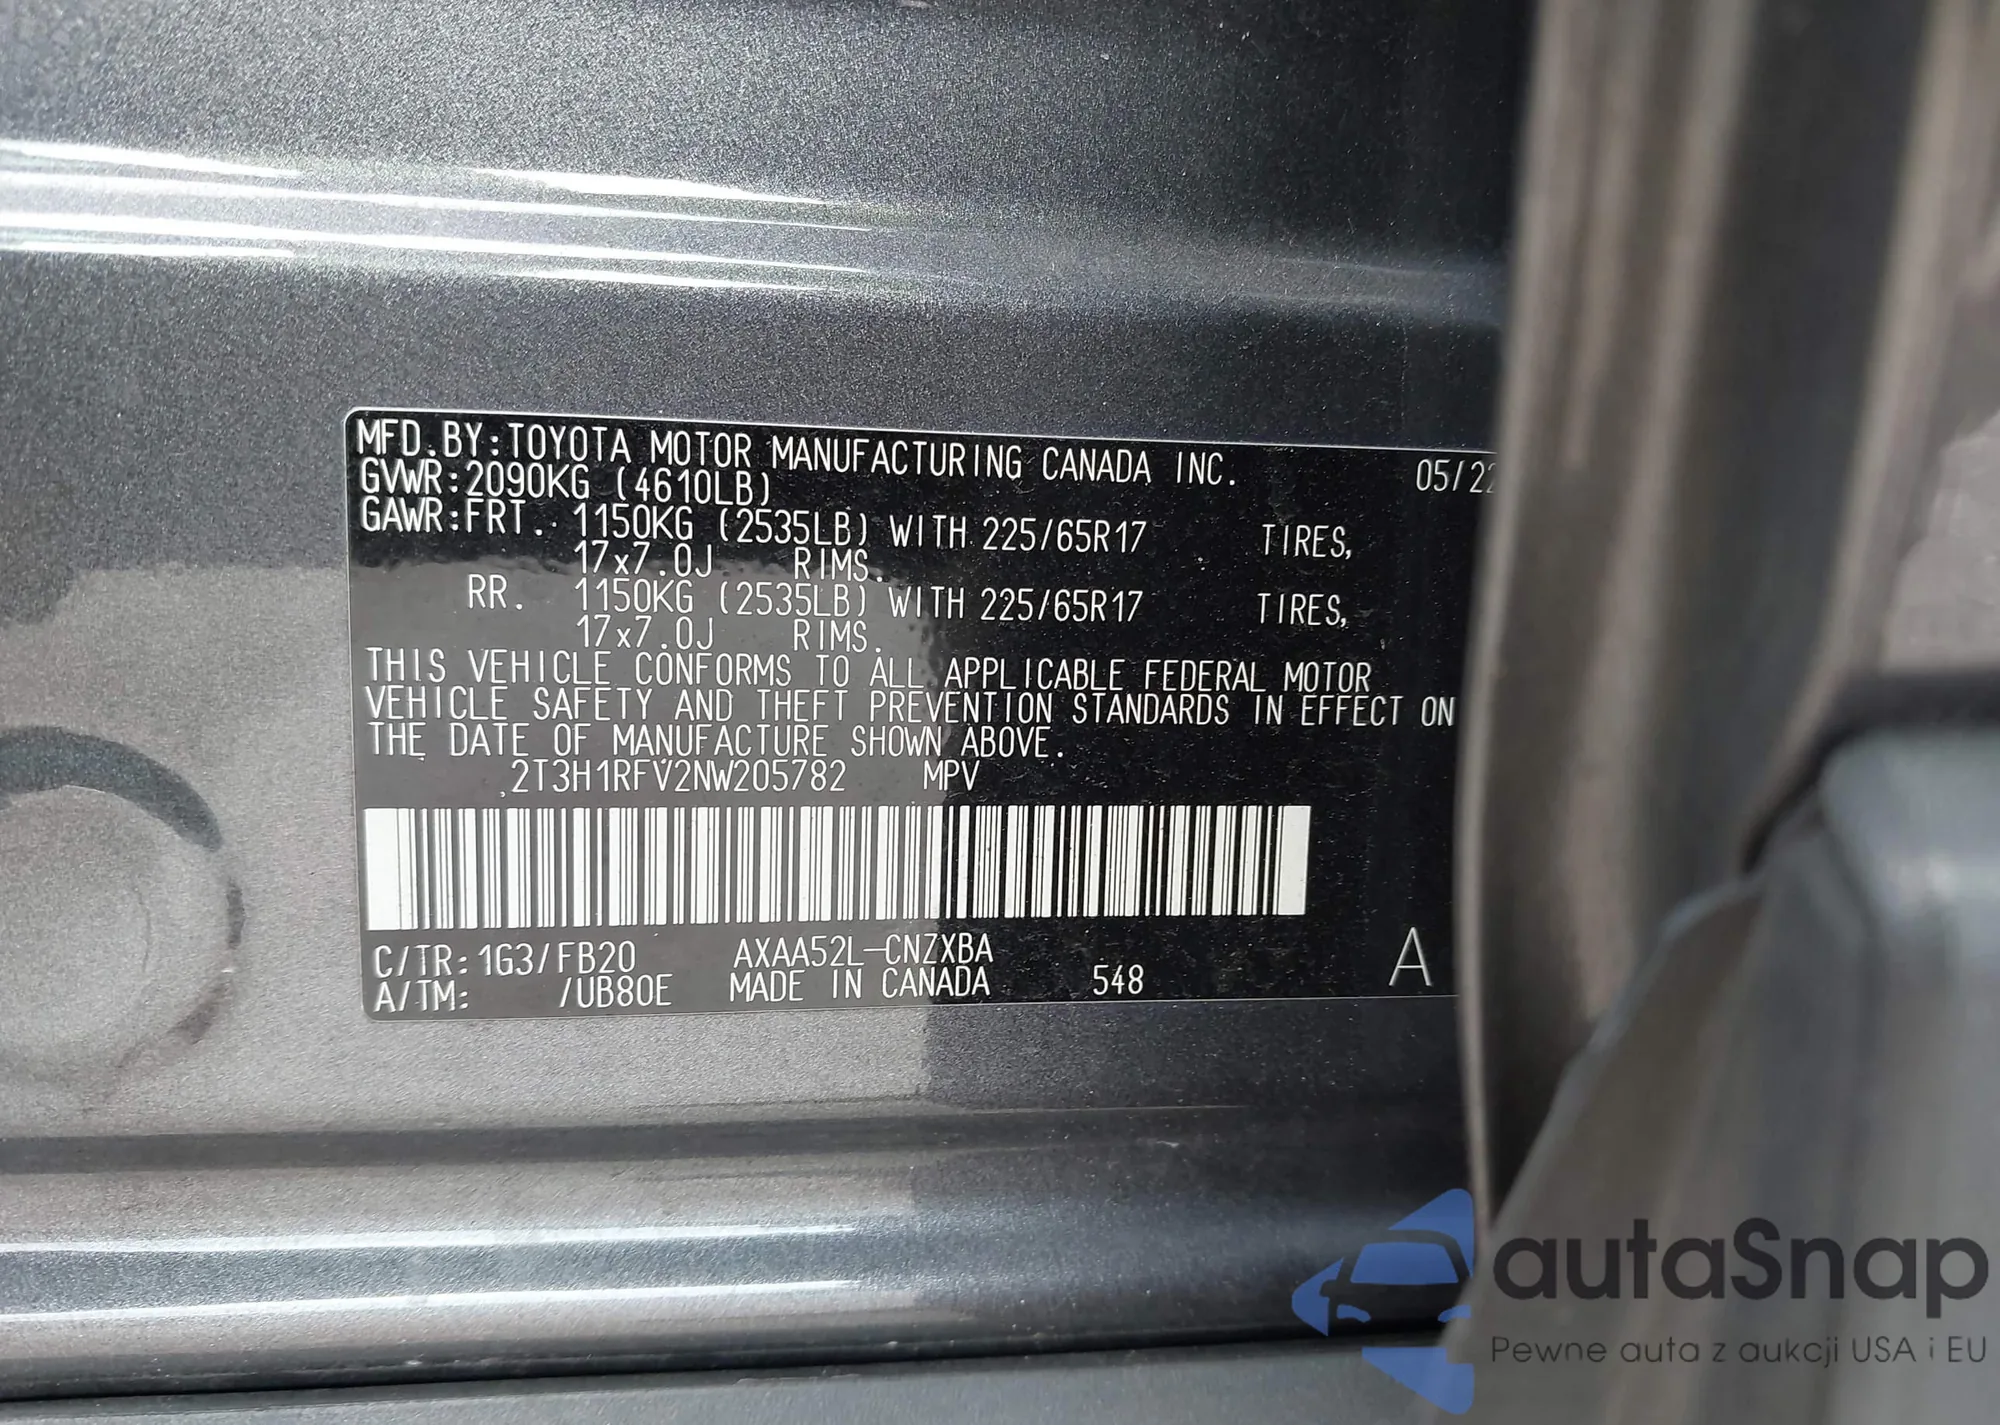 MFD.BY:TOYOTA MOTOR MANUFACTURING CANADA INC. 05/22
GVWR:2090KG (4610LB)
GAWR:FRT. 1150KG (2535LB) WITH 225/65R17 TIRES,
17x7.0J RIMS.
RR. 1150KG (2535LB) WITH 225/65R17 TIRES,
17x7.0J RIMS.
THIS VEHICLE CONFORMS TO ALL APPLICABLE FEDERAL MOTOR
VEHICLE SAFETY AND THEFT PREVENTION STANDARDS IN EFFECT ON
THE DATE OF MANUFACTURE SHOWN ABOVE.
2T3H1RFV2NW205782 MPV
C/TR:1G3/FB20 AXAA52L-CNZXBA
A/TM: /UB80E MADE IN CANADA 548 A
autaSnap
Pewne auta z aukcji USA i EU